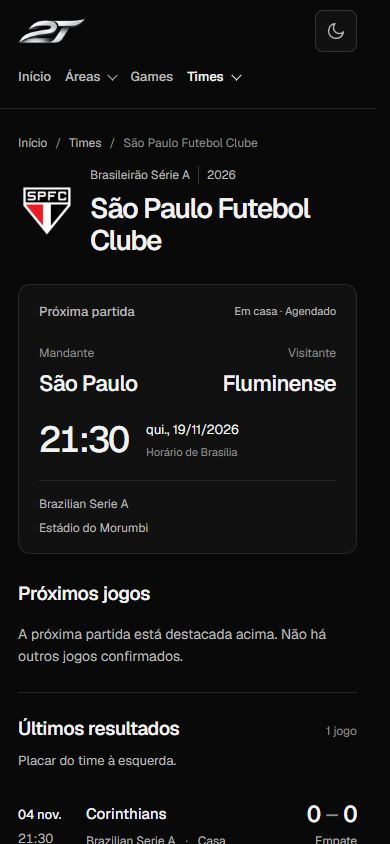 2T
Início Áreas Games Times
Início / Times / São Paulo Futebol Clube
SPFC
Brasileirão Série A | 2026
São Paulo Futebol
Clube
Próxima partida Em casa · Agendado
Mandante Visitante
São Paulo Fluminense
21:30 qui., 19/11/2026
Horário de Brasília
Brazilian Serie A
Estádio do Morumbi
Próximos jogos
A próxima partida está destacada acima. Não há
outros jogos confirmados.
Últimos resultados 1 jogo
Placar do time à esquerda.
04 nov. Corinthians 0 – 0
21:30 Brazilian Serie A · Casa Empate